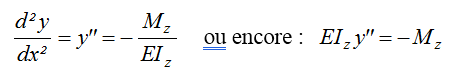 d²y/dx² = y″ = − M_z/EI_z ou encore : EI_z y″ = −M_z